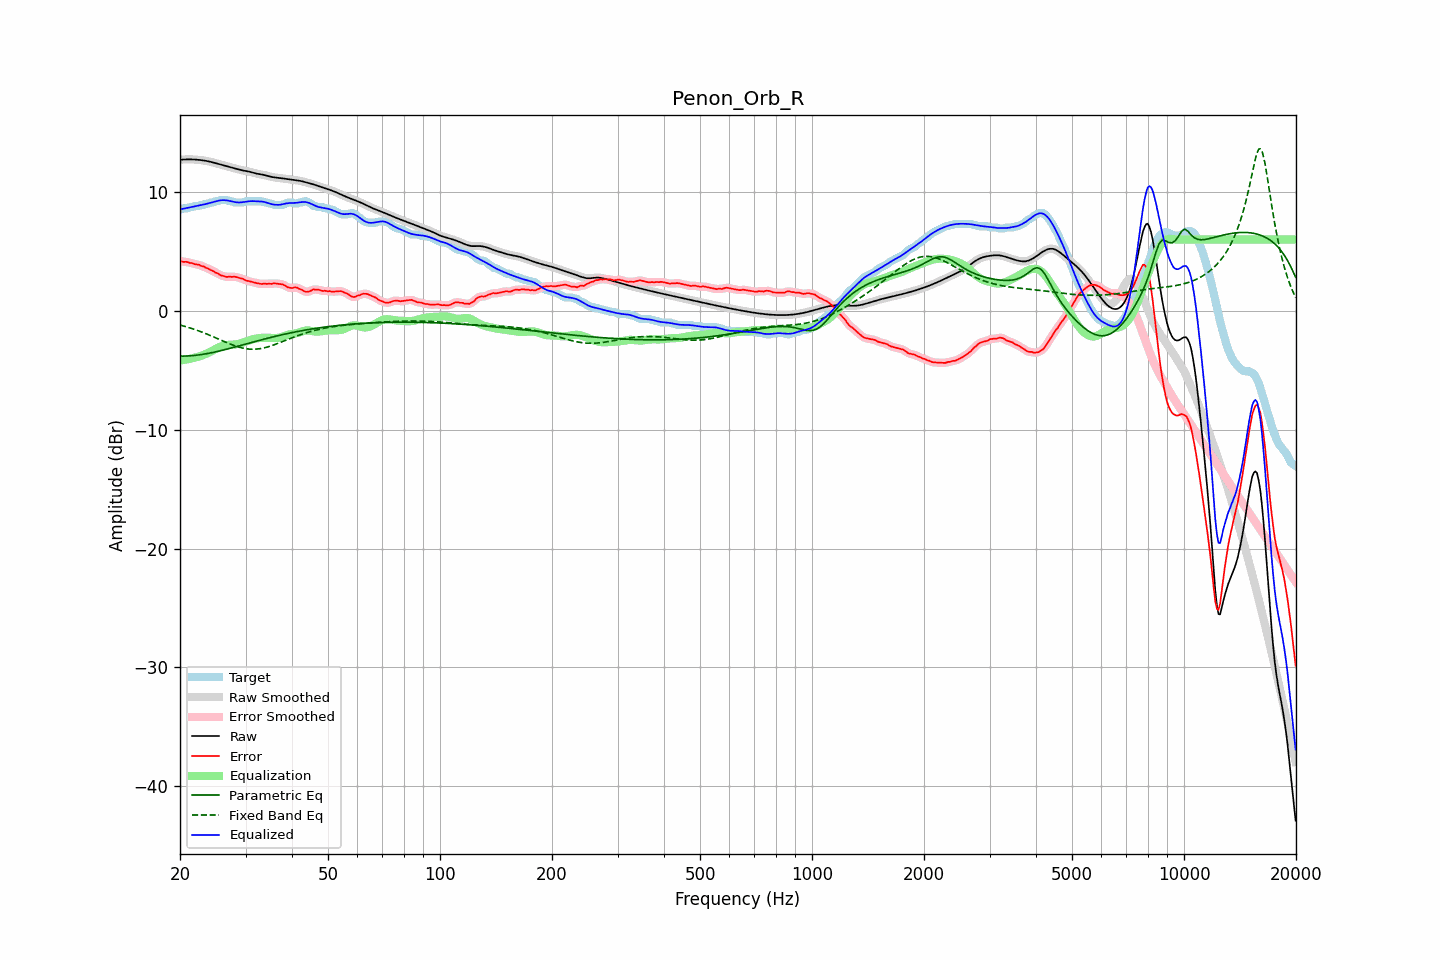 Penon_Orb_R
Amplitude (dBr)
10
0
−10
−20
−30
−40
Target
Raw Smoothed
Error Smoothed
Raw
Error
Equalization
Parametric Eq
Fixed Band Eq
Equalized
20 50 100 200 500 1000 2000 5000 10000 20000
Frequency (Hz)